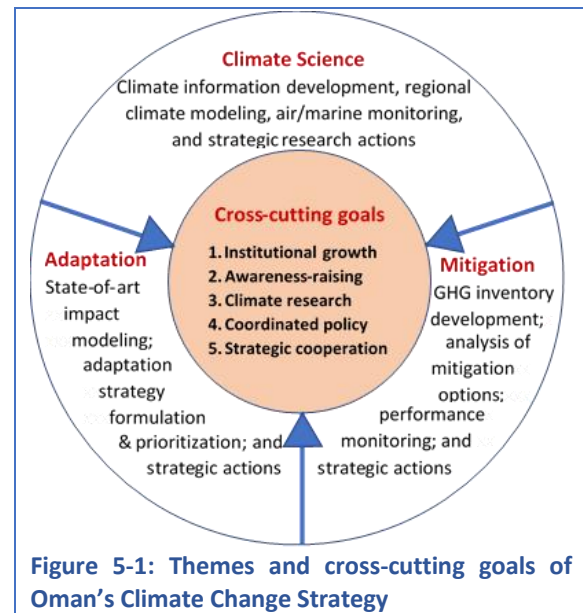 Climate Science
Climate information development, regional
climate modeling, air/marine monitoring,
and strategic research actions
Cross-cutting goals
1. Institutional growth
2. Awareness-raising
3. Climate research
4. Coordinated policy
5. Strategic cooperation
Adaptation
State-of-art
impact
modeling;
adaptation
strategy
formulation
& prioritization; and
strategic actions
Mitigation
GHG inventory
development;
analysis of
mitigation
options;
performance
monitoring; and
strategic actions
Figure 5-1: Themes and cross-cutting goals of
Oman's Climate Change Strategy